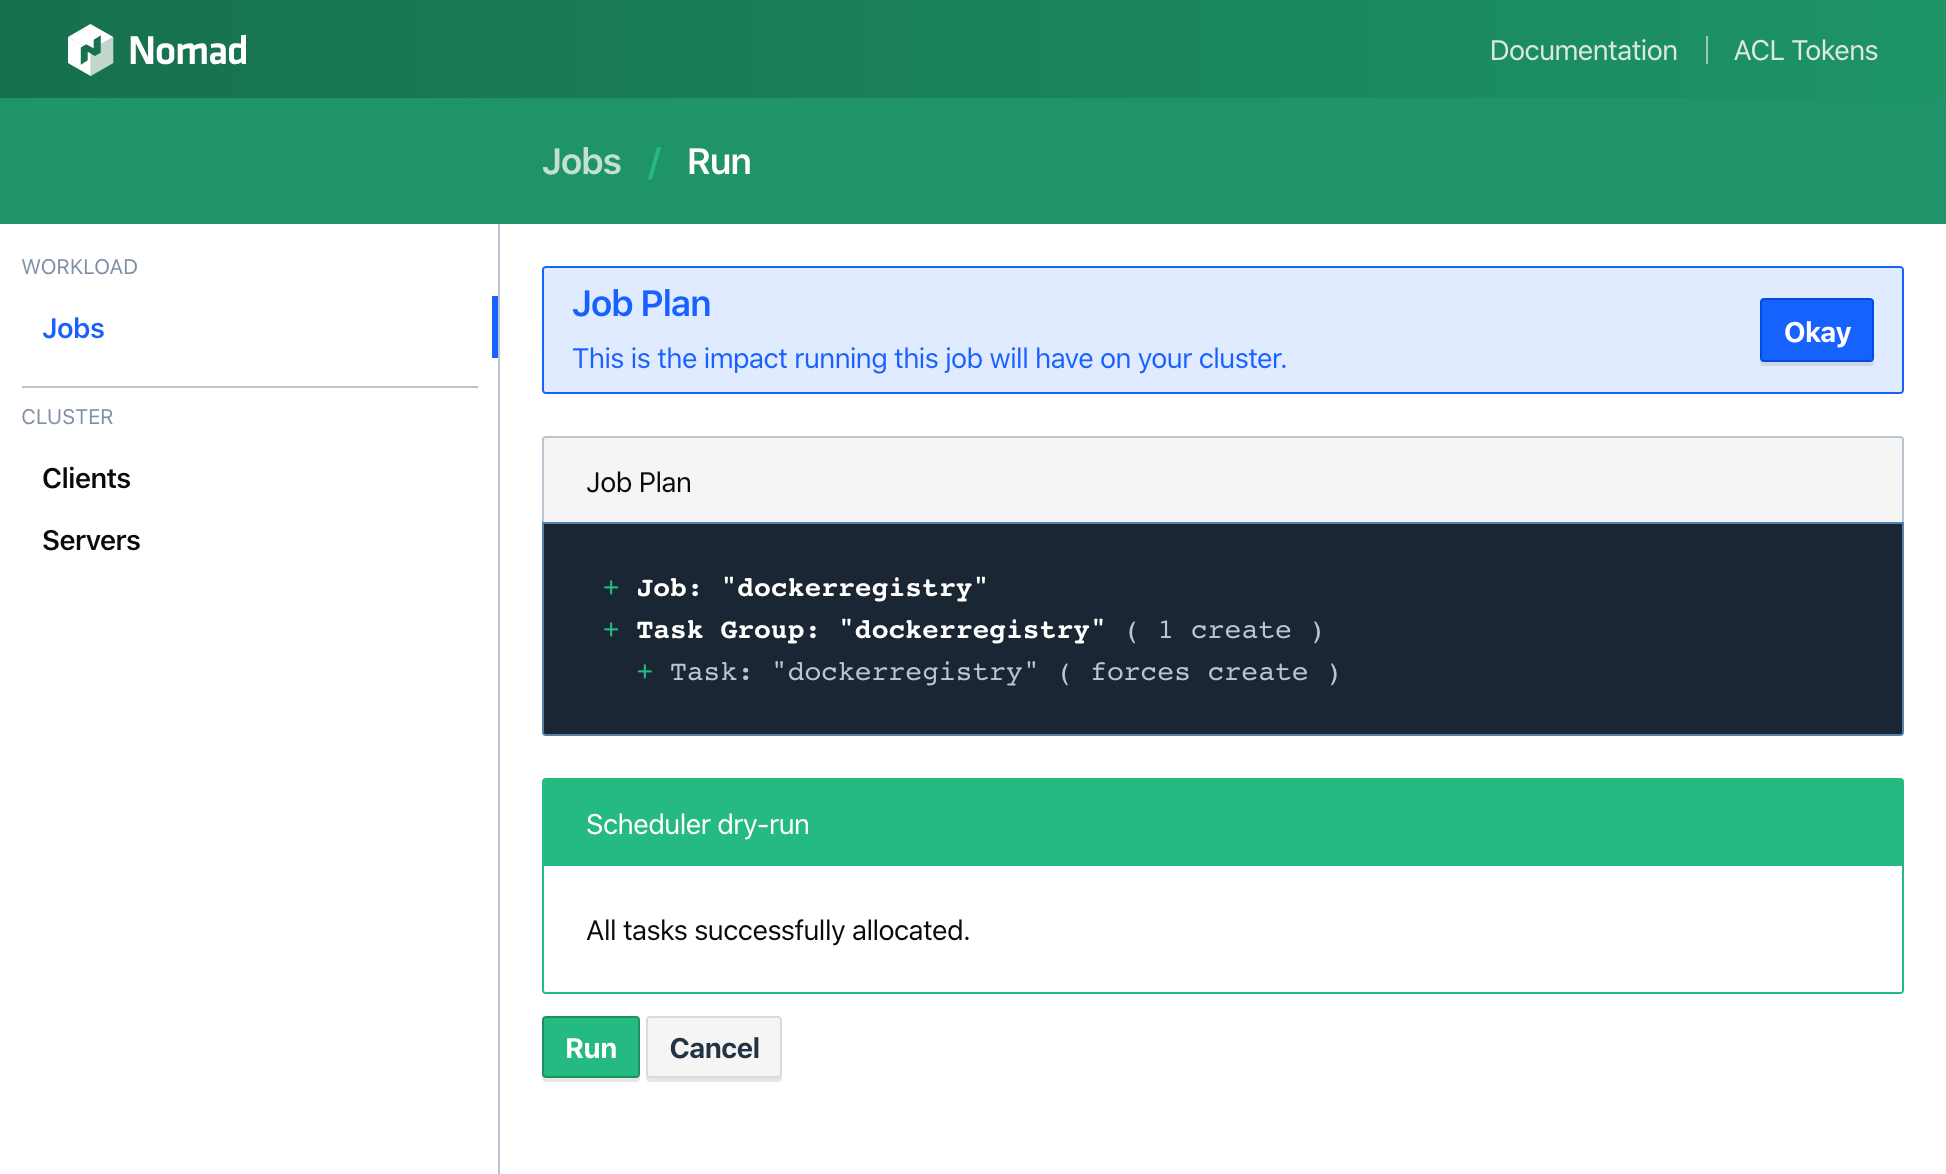 Nomad
Documentation
ACL Tokens
Jobs / Run
WORKLOAD
Jobs
CLUSTER
Clients
Servers
Job Plan
This is the impact running this job will have on your cluster.
Okay
Job Plan
+ Job: "dockerregistry"
+ Task Group: "dockerregistry" ( 1 create )
+ Task: "dockerregistry" ( forces create )
Scheduler dry-run
All tasks successfully allocated.
Run
Cancel